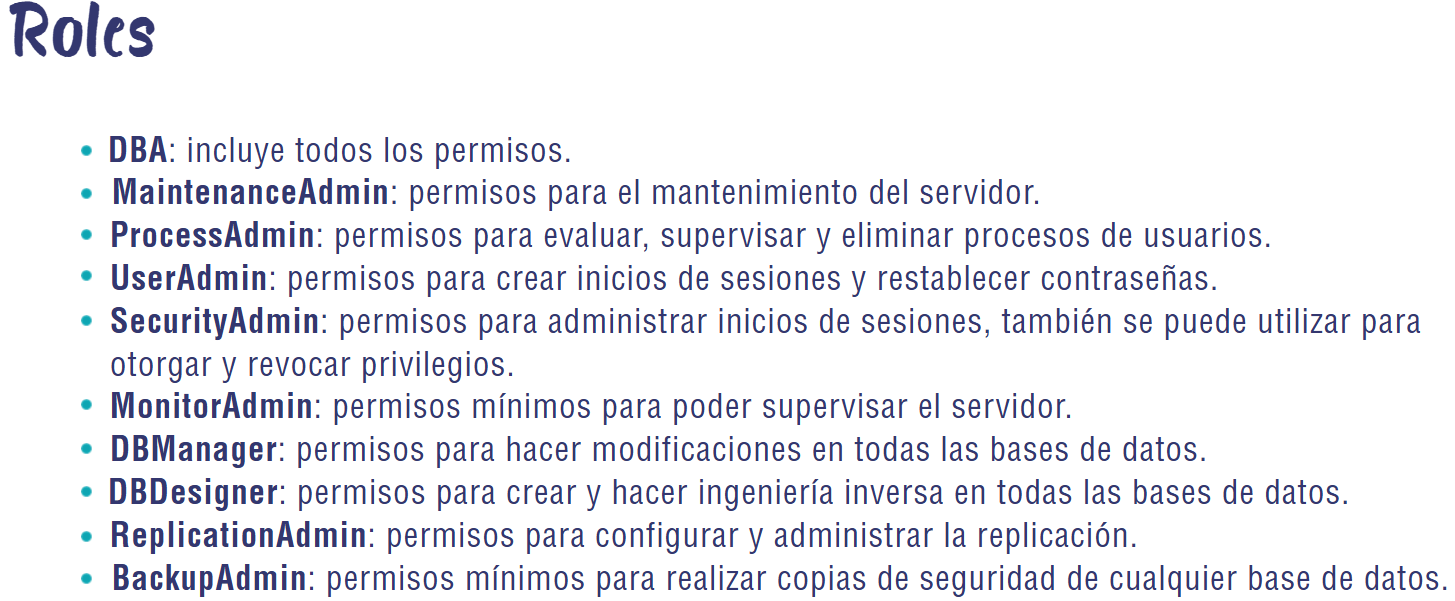 Roles
• DBA: incluye todos los permisos.
• MaintenanceAdmin: permisos para el mantenimiento del servidor.
• ProcessAdmin: permisos para evaluar, supervisar y eliminar procesos de usuarios.
• UserAdmin: permisos para crear inicios de sesiones y restablecer contraseñas.
• SecurityAdmin: permisos para administrar inicios de sesiones, también se puede utilizar para
otorgar y revocar privilegios.
• MonitorAdmin: permisos mínimos para poder supervisar el servidor.
• DBManager: permisos para hacer modificaciones en todas las bases de datos.
• DBDesigner: permisos para crear y hacer ingeniería inversa en todas las bases de datos.
• ReplicationAdmin: permisos para configurar y administrar la replicación.
• BackupAdmin: permisos mínimos para realizar copias de seguridad de cualquier base de datos.